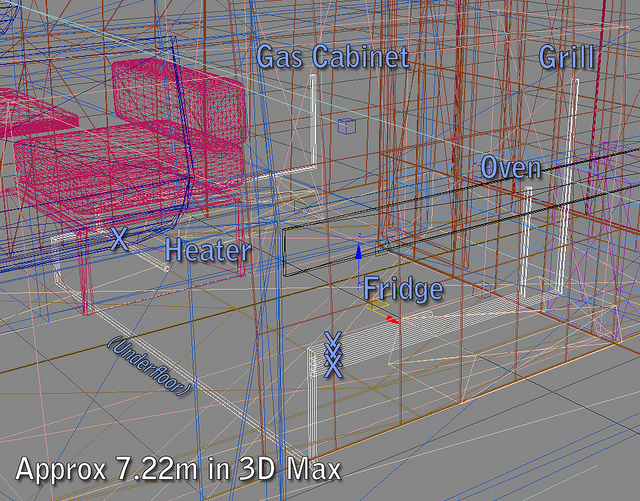 Gas Cabinet
Grill
Oven
X
Heater
Fridge
X
X
X
X
(Underfloor)
Approx 7.22m in 3D Max